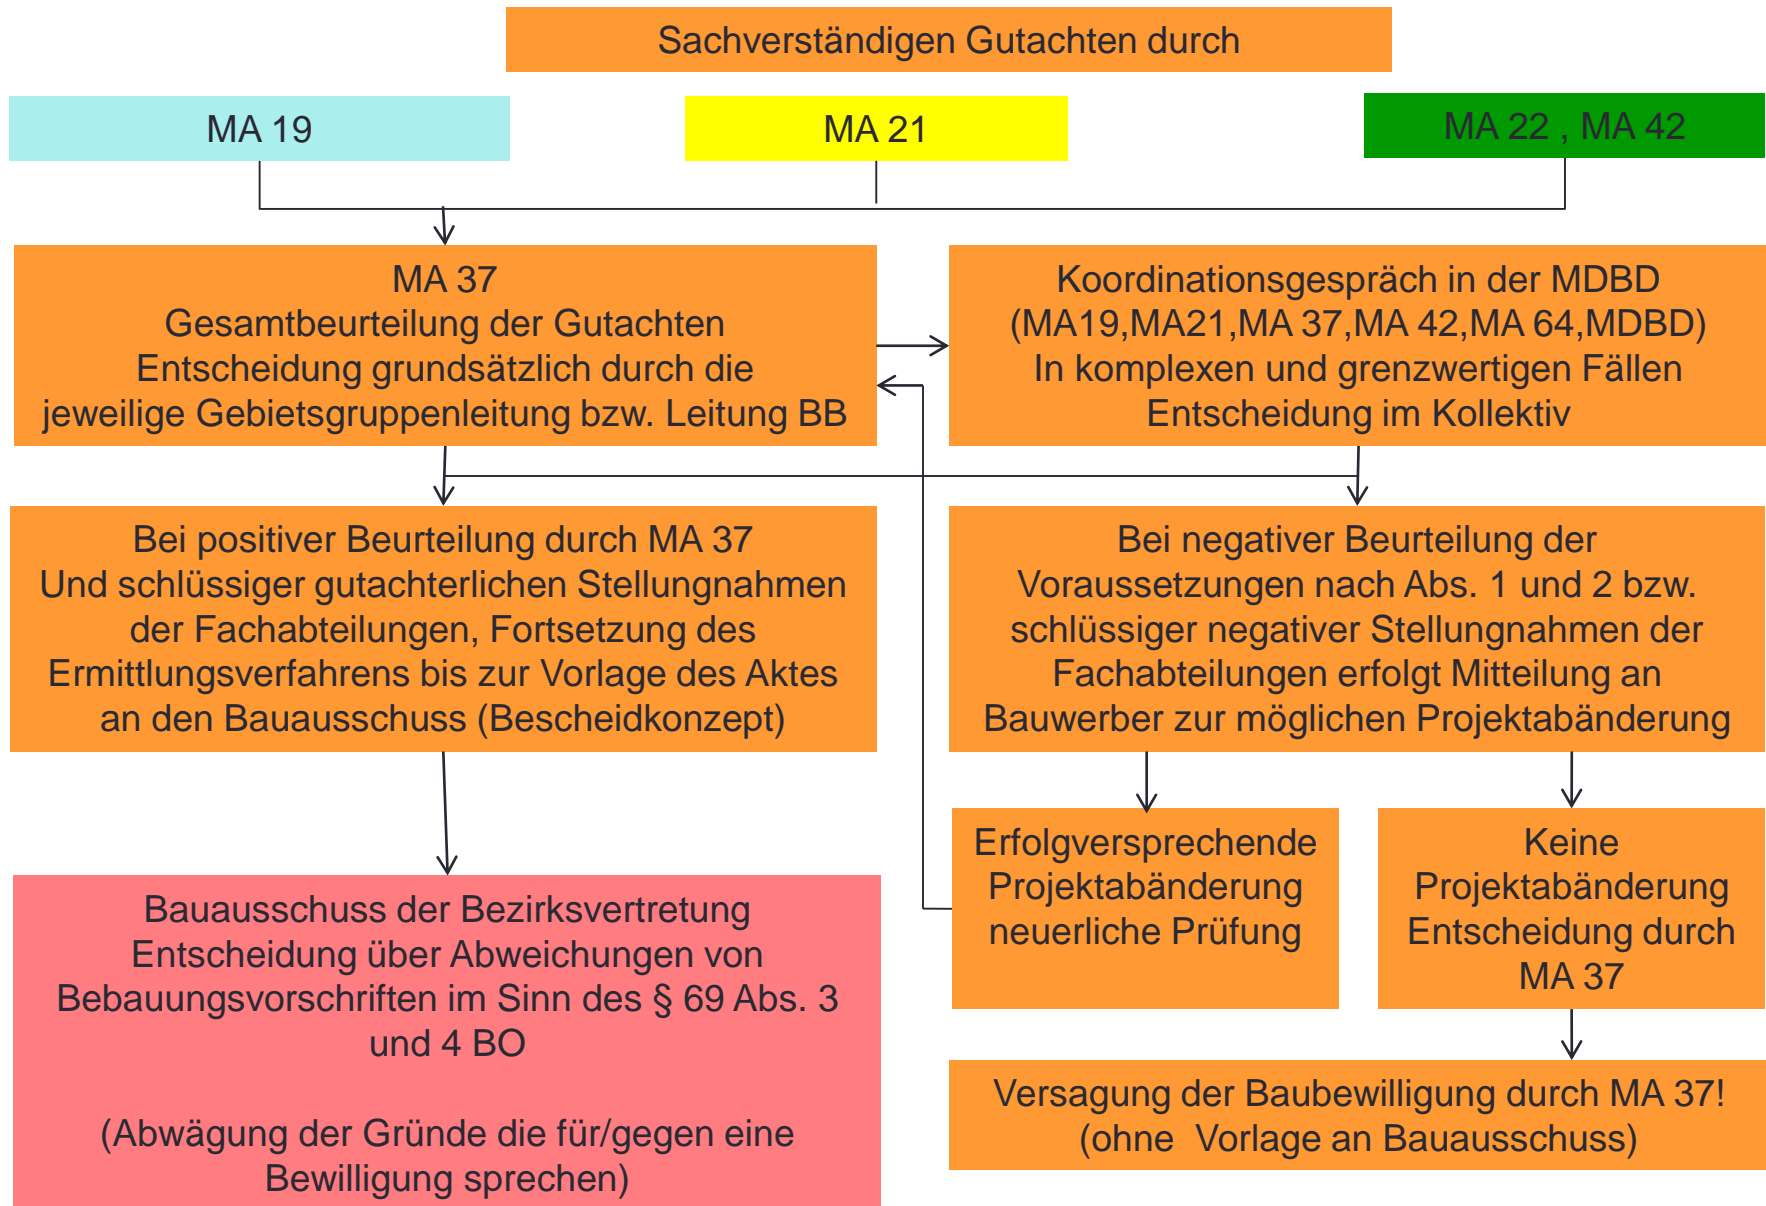 Sachverständigen Gutachten durch
MA 19
MA 21
MA 22 , MA 42
MA 37
Gesamtbeurteilung der Gutachten
Entscheidung grundsätzlich durch die
jeweilige Gebietsgruppenleitung bzw. Leitung BB
Koordinationsgespräch in der MDBD
(MA19,MA21,MA 37,MA 42,MA 64,MDBD)
In komplexen und grenzwertigen Fällen
Entscheidung im Kollektiv
Bei positiver Beurteilung durch MA 37
Und schlüssiger gutachterlichen Stellungnahmen
der Fachabteilungen, Fortsetzung des
Ermittlungsverfahrens bis zur Vorlage des Aktes
an den Bauausschuss (Bescheidkonzept)
Bei negativer Beurteilung der
Voraussetzungen nach Abs. 1 und 2 bzw.
schlüssiger negativer Stellungnahmen der
Fachabteilungen erfolgt Mitteilung an
Bauwerber zur möglichen Projektabänderung
Erfolgversprechende
Projektabänderung
neuerliche Prüfung
Keine
Projektabänderung
Entscheidung durch
MA 37
Bauausschuss der Bezirksvertretung
Entscheidung über Abweichungen von
Bebauungsvorschriften im Sinn des § 69 Abs. 3
und 4 BO
(Abwägung der Gründe die für/gegen eine
Bewilligung sprechen)
Versagung der Baubewilligung durch MA 37!
(ohne  Vorlage an Bauausschuss)